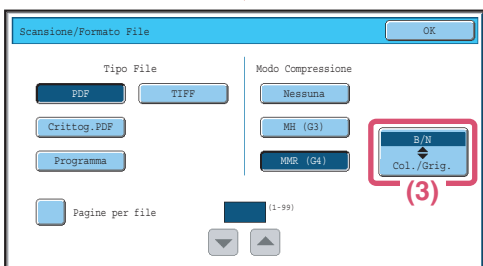 Scansione/Formato File
OK
Tipo File
Modo Compressione
PDF
TIFF
Nessuna
Crittog.PDF
MH (G3)
B/N
Programma
MMR (G4)
Col./Grig.
(3)
Pagine per file
(1-99)